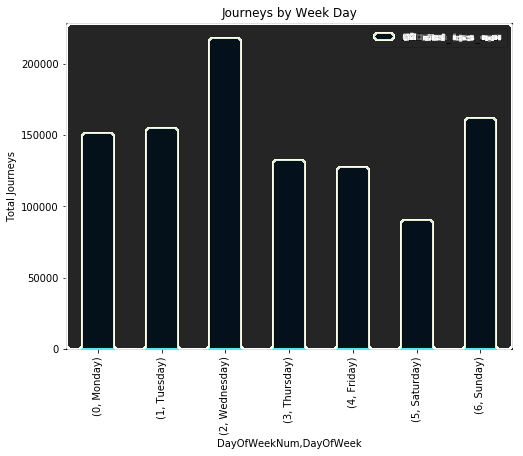 Journeys by Week Day
Total Journeys
200000
150000
100000
50000
0
(0, Monday)
(1, Tuesday)
(2, Wednesday)
(3, Thursday)
(4, Friday)
(5, Saturday)
(6, Sunday)
DayOfWeekNum,DayOfWeek